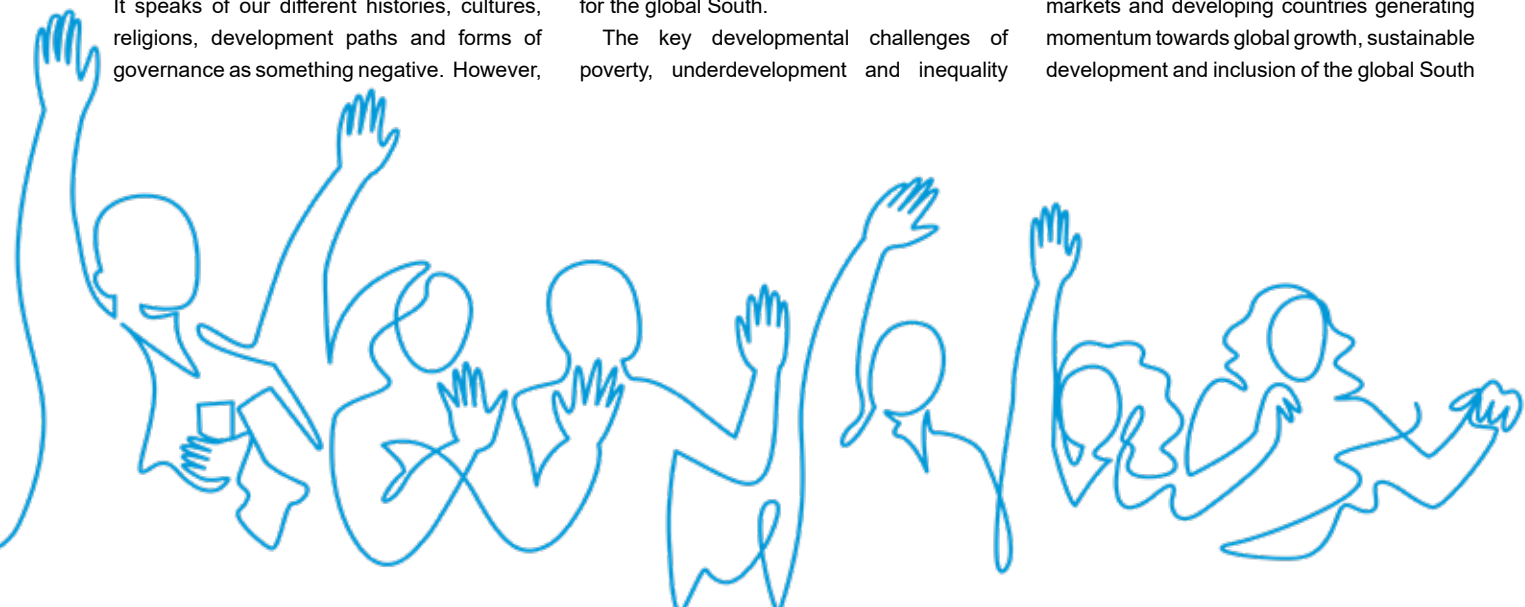 It speaks of our different histories, cultures,
religions, development paths and forms of
governance as something negative. However,
for the global South.
The key developmental challenges of
poverty, underdevelopment and inequality
markets and developing countries generating
momentum towards global growth, sustainable
development and inclusion of the global South